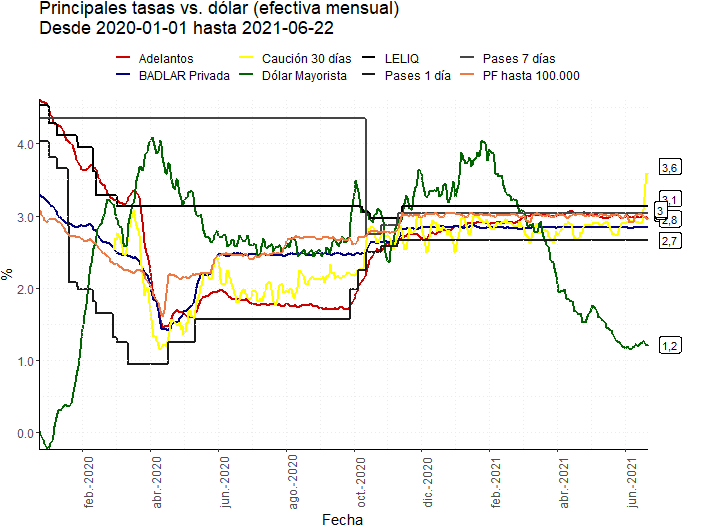 Principales tasas vs. dólar (efectiva mensual)
Desde 2020-01-01 hasta 2021-06-22
Adelantos Caución 30 días LELIQ Pases 7 días
BADLAR Privada Dólar Mayorista Pases 1 día PF hasta 100.000
4.0
3.0
2.0
1.0
0.0
%
3,6
3,1
3
2,8
2,7
1,2
feb.-2020
abr.-2020
jun.-2020
ago.-2020
oct.-2020
dic.-2020
feb.-2021
abr.-2021
jun.-2021
Fecha